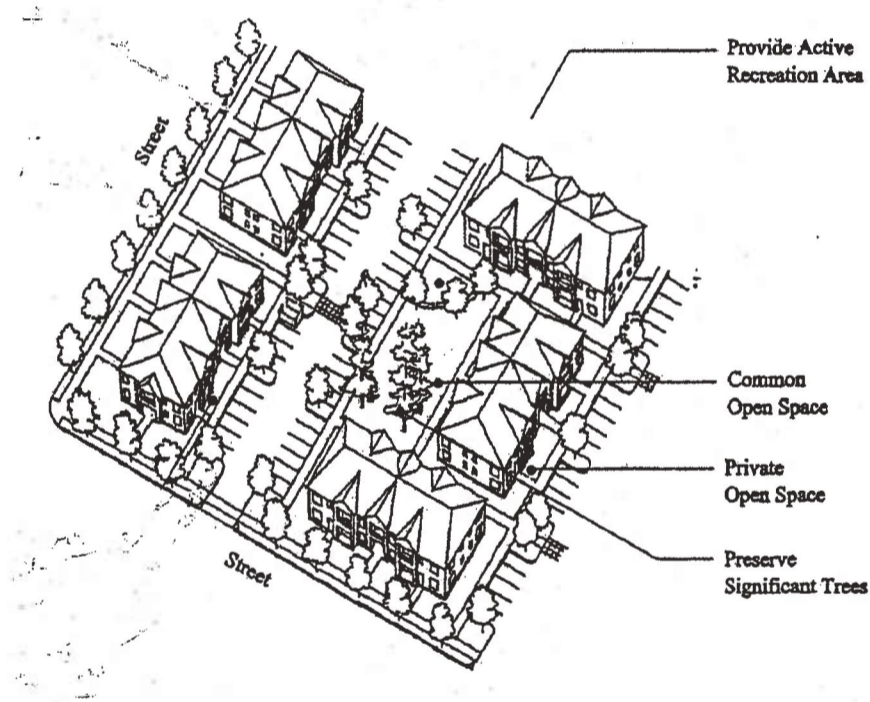 Provide Active
Recreation Area
Street
Common
Open Space
Private
Open Space
Street
Preserve
Significant Trees